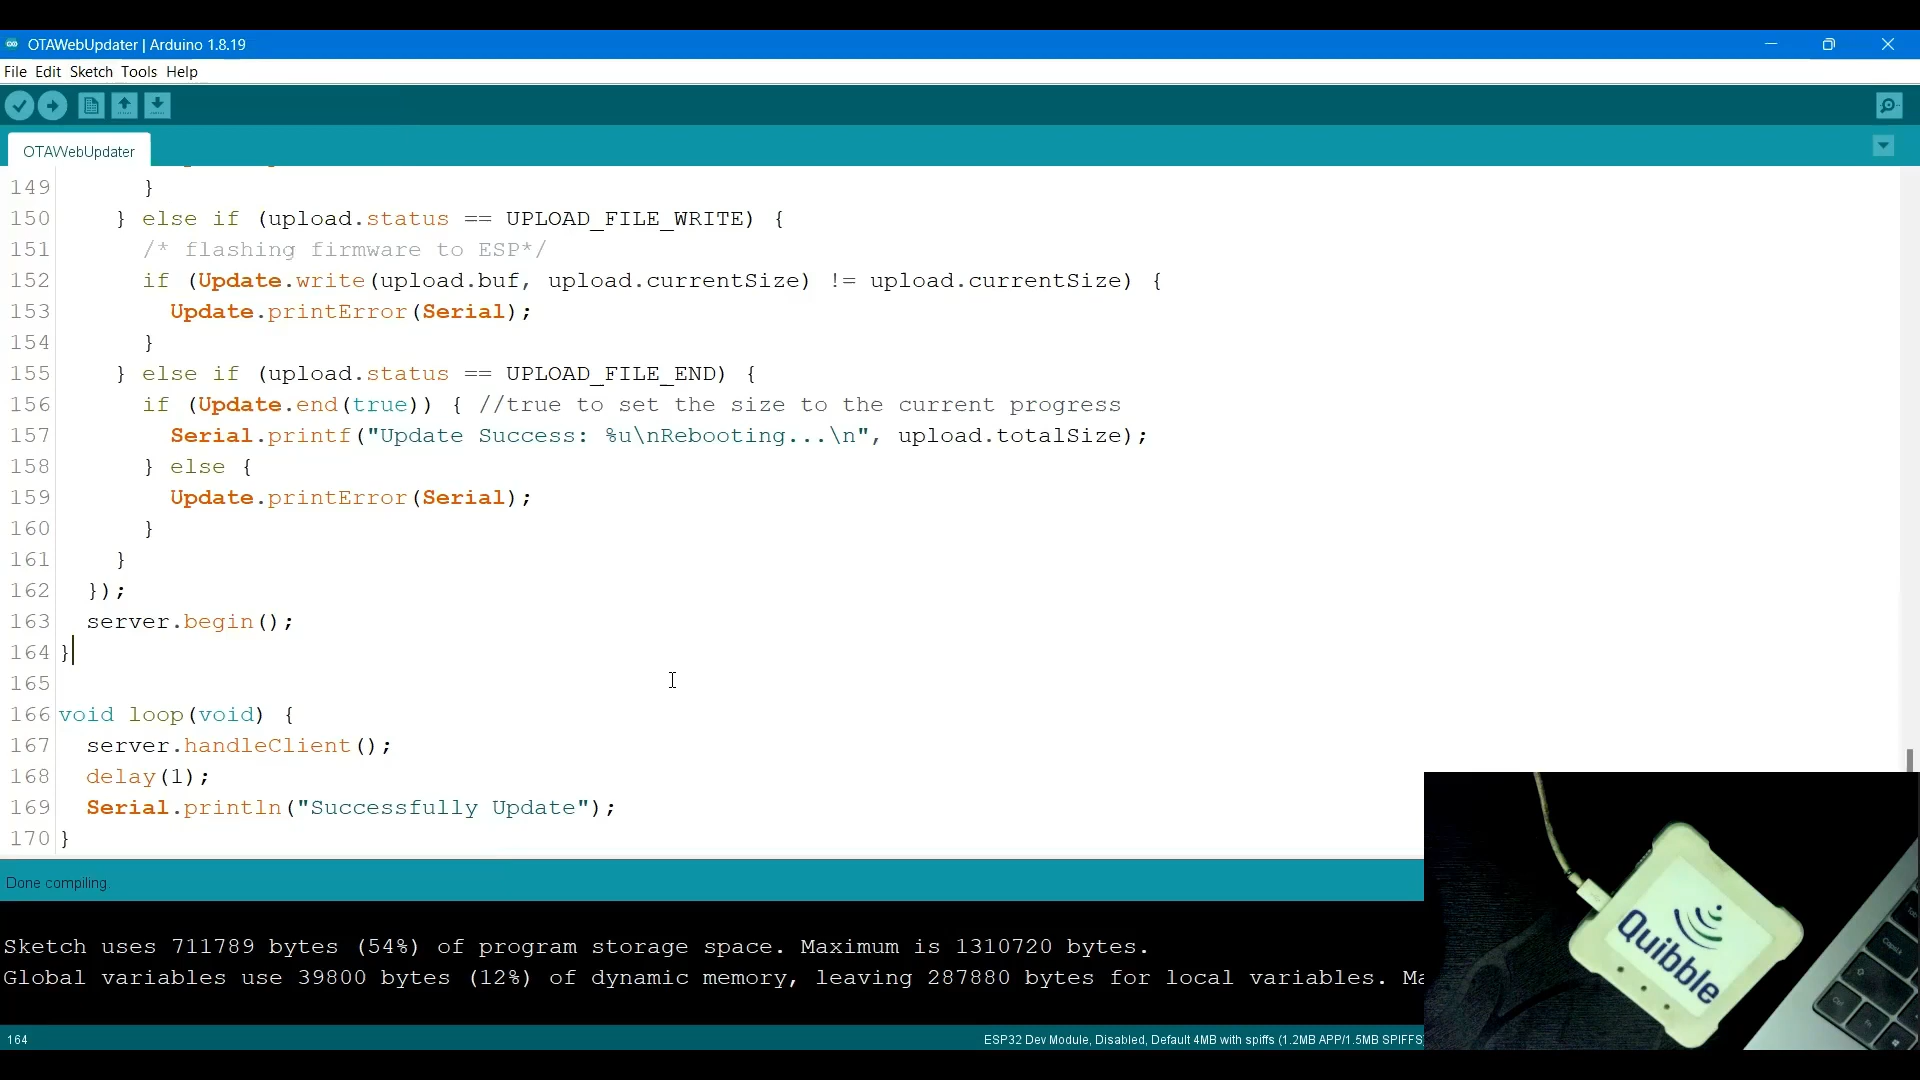 OTAWebUpdater | Arduino 1.8.19
File Edit Sketch Tools Help
OTAWebUpdater
149 }
150 } else if (upload.status == UPLOAD_FILE_WRITE) {
151 /* flashing firmware to ESP*/
152 if (Update.write(upload.buf, upload.currentSize) != upload.currentSize) {
153 Update.printError(Serial);
154 }
155 } else if (upload.status == UPLOAD_FILE_END) {
156 if (Update.end(true)) { //true to set the size to the current progress
157 Serial.printf("Update Success: %u\nRebooting...\n", upload.totalSize);
158 } else {
159 Update.printError(Serial);
160 }
161 }
162 });
163 server.begin();
164 }
165
166 void loop(void) {
167 server.handleClient();
168 delay(1);
169 Serial.println("Successfully Update");
170 }
Done compiling.
Sketch uses 711789 bytes (54%) of program storage space. Maximum is 1310720 bytes.
Global variables use 39800 bytes (12%) of dynamic memory, leaving 287880 bytes for local variables. Ma
164
ESP32 Dev Module, Disabled, Default 4MB with spiffs (1.2MB APP/1.5MB SPIFFS
Quibble